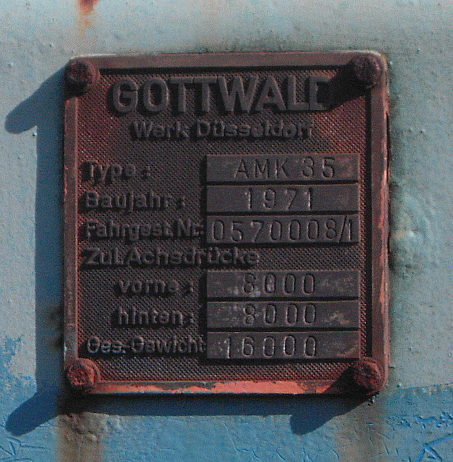 GOTTWALD
Werk Düsseldorf
Type: AMK 35
Baujahr: 1971
Fahrgest.Nr: 0570008/1
Zul.Achsdrücke
vorne: 8000
hinten: 8000
Ges.-Gewicht 16000